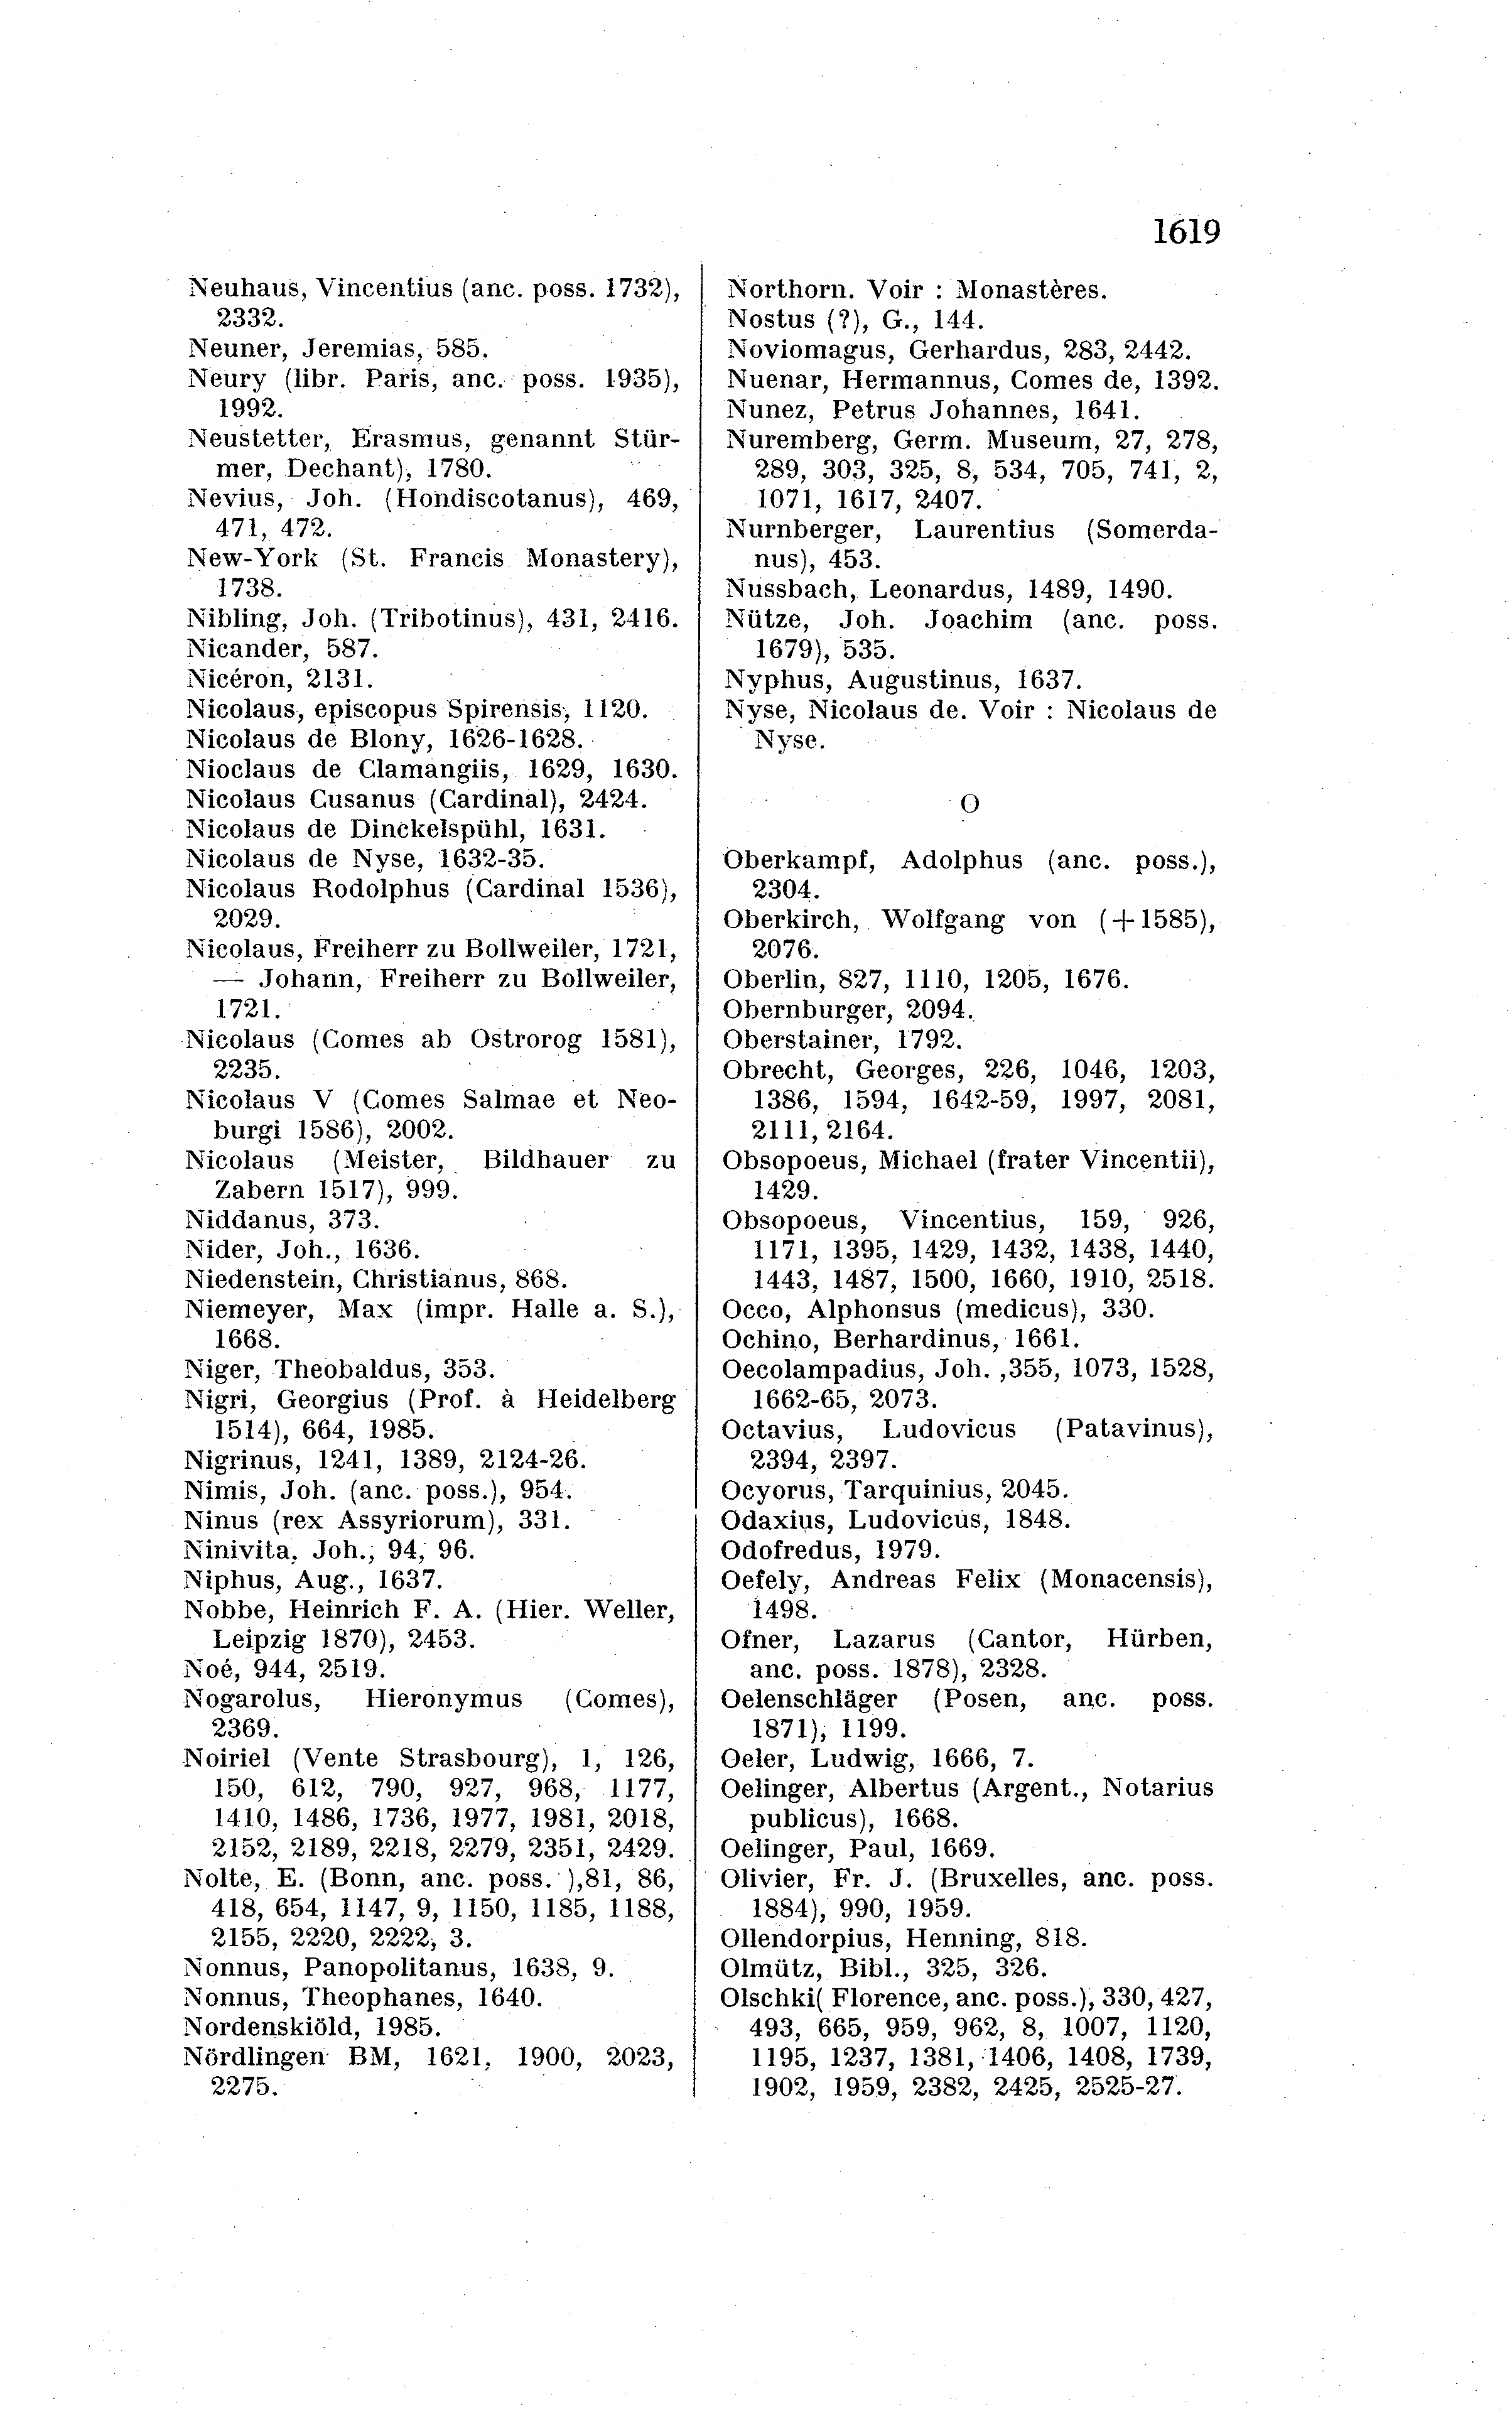 1619
Neuhaus, Vincentius (anc. poss. 1732),
2332.
Neuner, Jeremias, 585.
Neury (libr. Paris, anc. poss. 1935),
1992.
Neustetter, Erasmus, genannt Stür-
mer, Dechant), 1780.
Nevius, Joh. (Hondiscotanus), 469,
471, 472.
New-York (St. Francis Monastery),
1738.
Nibling, Joh. (Tribotinus), 431, 2416.
Nicander, 587.
Nicéron, 2131.
Nicolaus, episcopus Spirensis, 1120.
Nicolaus de Blony, 1626-1628.
Nioclaus de Clamangiis, 1629, 1630.
Nicolaus Cusanus (Cardinal), 2424.
Nicolaus de Dinckelspühl, 1631.
Nicolaus de Nyse, 1632-35.
Nicolaus Rodolphus (Cardinal 1536),
2029.
Nicolaus, Freiherr zu Bollweiler, 1721,
— Johann, Freiherr zu Bollweiler,
1721.
Nicolaus (Comes ab Ostrorog 1581),
2235.
Nicolaus V (Comes Salmae et Neo-
burgi 1586), 2002.
Nicolaus (Meister, Bildhauer zu
Zabern 1517), 999.
Niddanus, 373.
Nider, Joh., 1636.
Niedenstein, Christianus, 868.
Niemeyer, Max (impr. Halle a. S.),
1668.
Niger, Theobaldus, 353.
Nigri, Georgius (Prof. à Heidelberg
1514), 664, 1985.
Nigrinus, 1241, 1389, 2124-26.
Nimis, Joh. (anc. poss.), 954.
Ninus (rex Assyriorum), 331.
Ninivita, Joh., 94, 96.
Niphus, Aug., 1637.
Nobbe, Heinrich F. A. (Hier. Weller,
Leipzig 1870), 2453.
Noé, 944, 2519.
Nogarolus, Hieronymus (Comes),
2369.
Noiriel (Vente Strasbourg), 1, 126,
150, 612, 790, 927, 968, 1177,
1410, 1486, 1736, 1977, 1981, 2018,
2152, 2189, 2218, 2279, 2351, 2429.
Nolte, E. (Bonn, anc. poss. ),81, 86,
418, 654, 1147, 9, 1150, 1185, 1188,
2155, 2220, 2222, 3.
Nonnus, Panopolitanus, 1638, 9.
Nonnus, Theophanes, 1640.
Nordenskiöld, 1985.
Nördlingen BM, 1621, 1900, 2023,
2275.
Northorn. Voir : Monastères.
Nostus (?), G., 144.
Noviomagus, Gerhardus, 283, 2442.
Nuenar, Hermannus, Comes de, 1392.
Nunez, Petrus Johannes, 1641.
Nuremberg, Germ. Museum, 27, 278,
289, 303, 325, 8, 534, 705, 741, 2,
1071, 1617, 2407.
Nurnberger, Laurentius (Somerda-
nus), 453.
Nussbach, Leonardus, 1489, 1490.
Nütze, Joh. Joachim (anc. poss.
1679), 535.
Nyphus, Augustinus, 1637.
Nyse, Nicolaus de. Voir : Nicolaus de
Nyse.
O
Oberkampf, Adolphus (anc. poss.),
2304.
Oberkirch, Wolfgang von (+1585),
2076.
Oberlin, 827, 1110, 1205, 1676.
Obernburger, 2094.
Oberstainer, 1792.
Obrecht, Georges, 226, 1046, 1203,
1386, 1594, 1642-59, 1997, 2081,
2111, 2164.
Obsopoeus, Michael (frater Vincentii),
1429.
Obsopoeus, Vincentius, 159, 926,
1171, 1395, 1429, 1432, 1438, 1440,
1443, 1487, 1500, 1660, 1910, 2518.
Occo, Alphonsus (medicus), 330.
Ochino, Berhardinus, 1661.
Oecolampadius, Joh. ,355, 1073, 1528,
1662-65, 2073.
Octavius, Ludovicus (Patavinus),
2394, 2397.
Ocyorus, Tarquinius, 2045.
Odaxius, Ludovicus, 1848.
Odofredus, 1979.
Oefely, Andreas Felix (Monacensis),
1498.
Ofner, Lazarus (Cantor, Hürben,
anc. poss. 1878), 2328.
Oelenschläger (Posen, anc. poss.
1871), 1199.
Oeler, Ludwig, 1666, 7.
Oelinger, Albertus (Argent., Notarius
publicus), 1668.
Oelinger, Paul, 1669.
Olivier, Fr. J. (Bruxelles, anc. poss.
1884), 990, 1959.
Ollendorpius, Henning, 818.
Olmütz, Bibl., 325, 326.
Olschki( Florence, anc. poss.), 330, 427,
493, 665, 959, 962, 8, 1007, 1120,
1195, 1237, 1381, 1406, 1408, 1739,
1902, 1959, 2382, 2425, 2525-27.